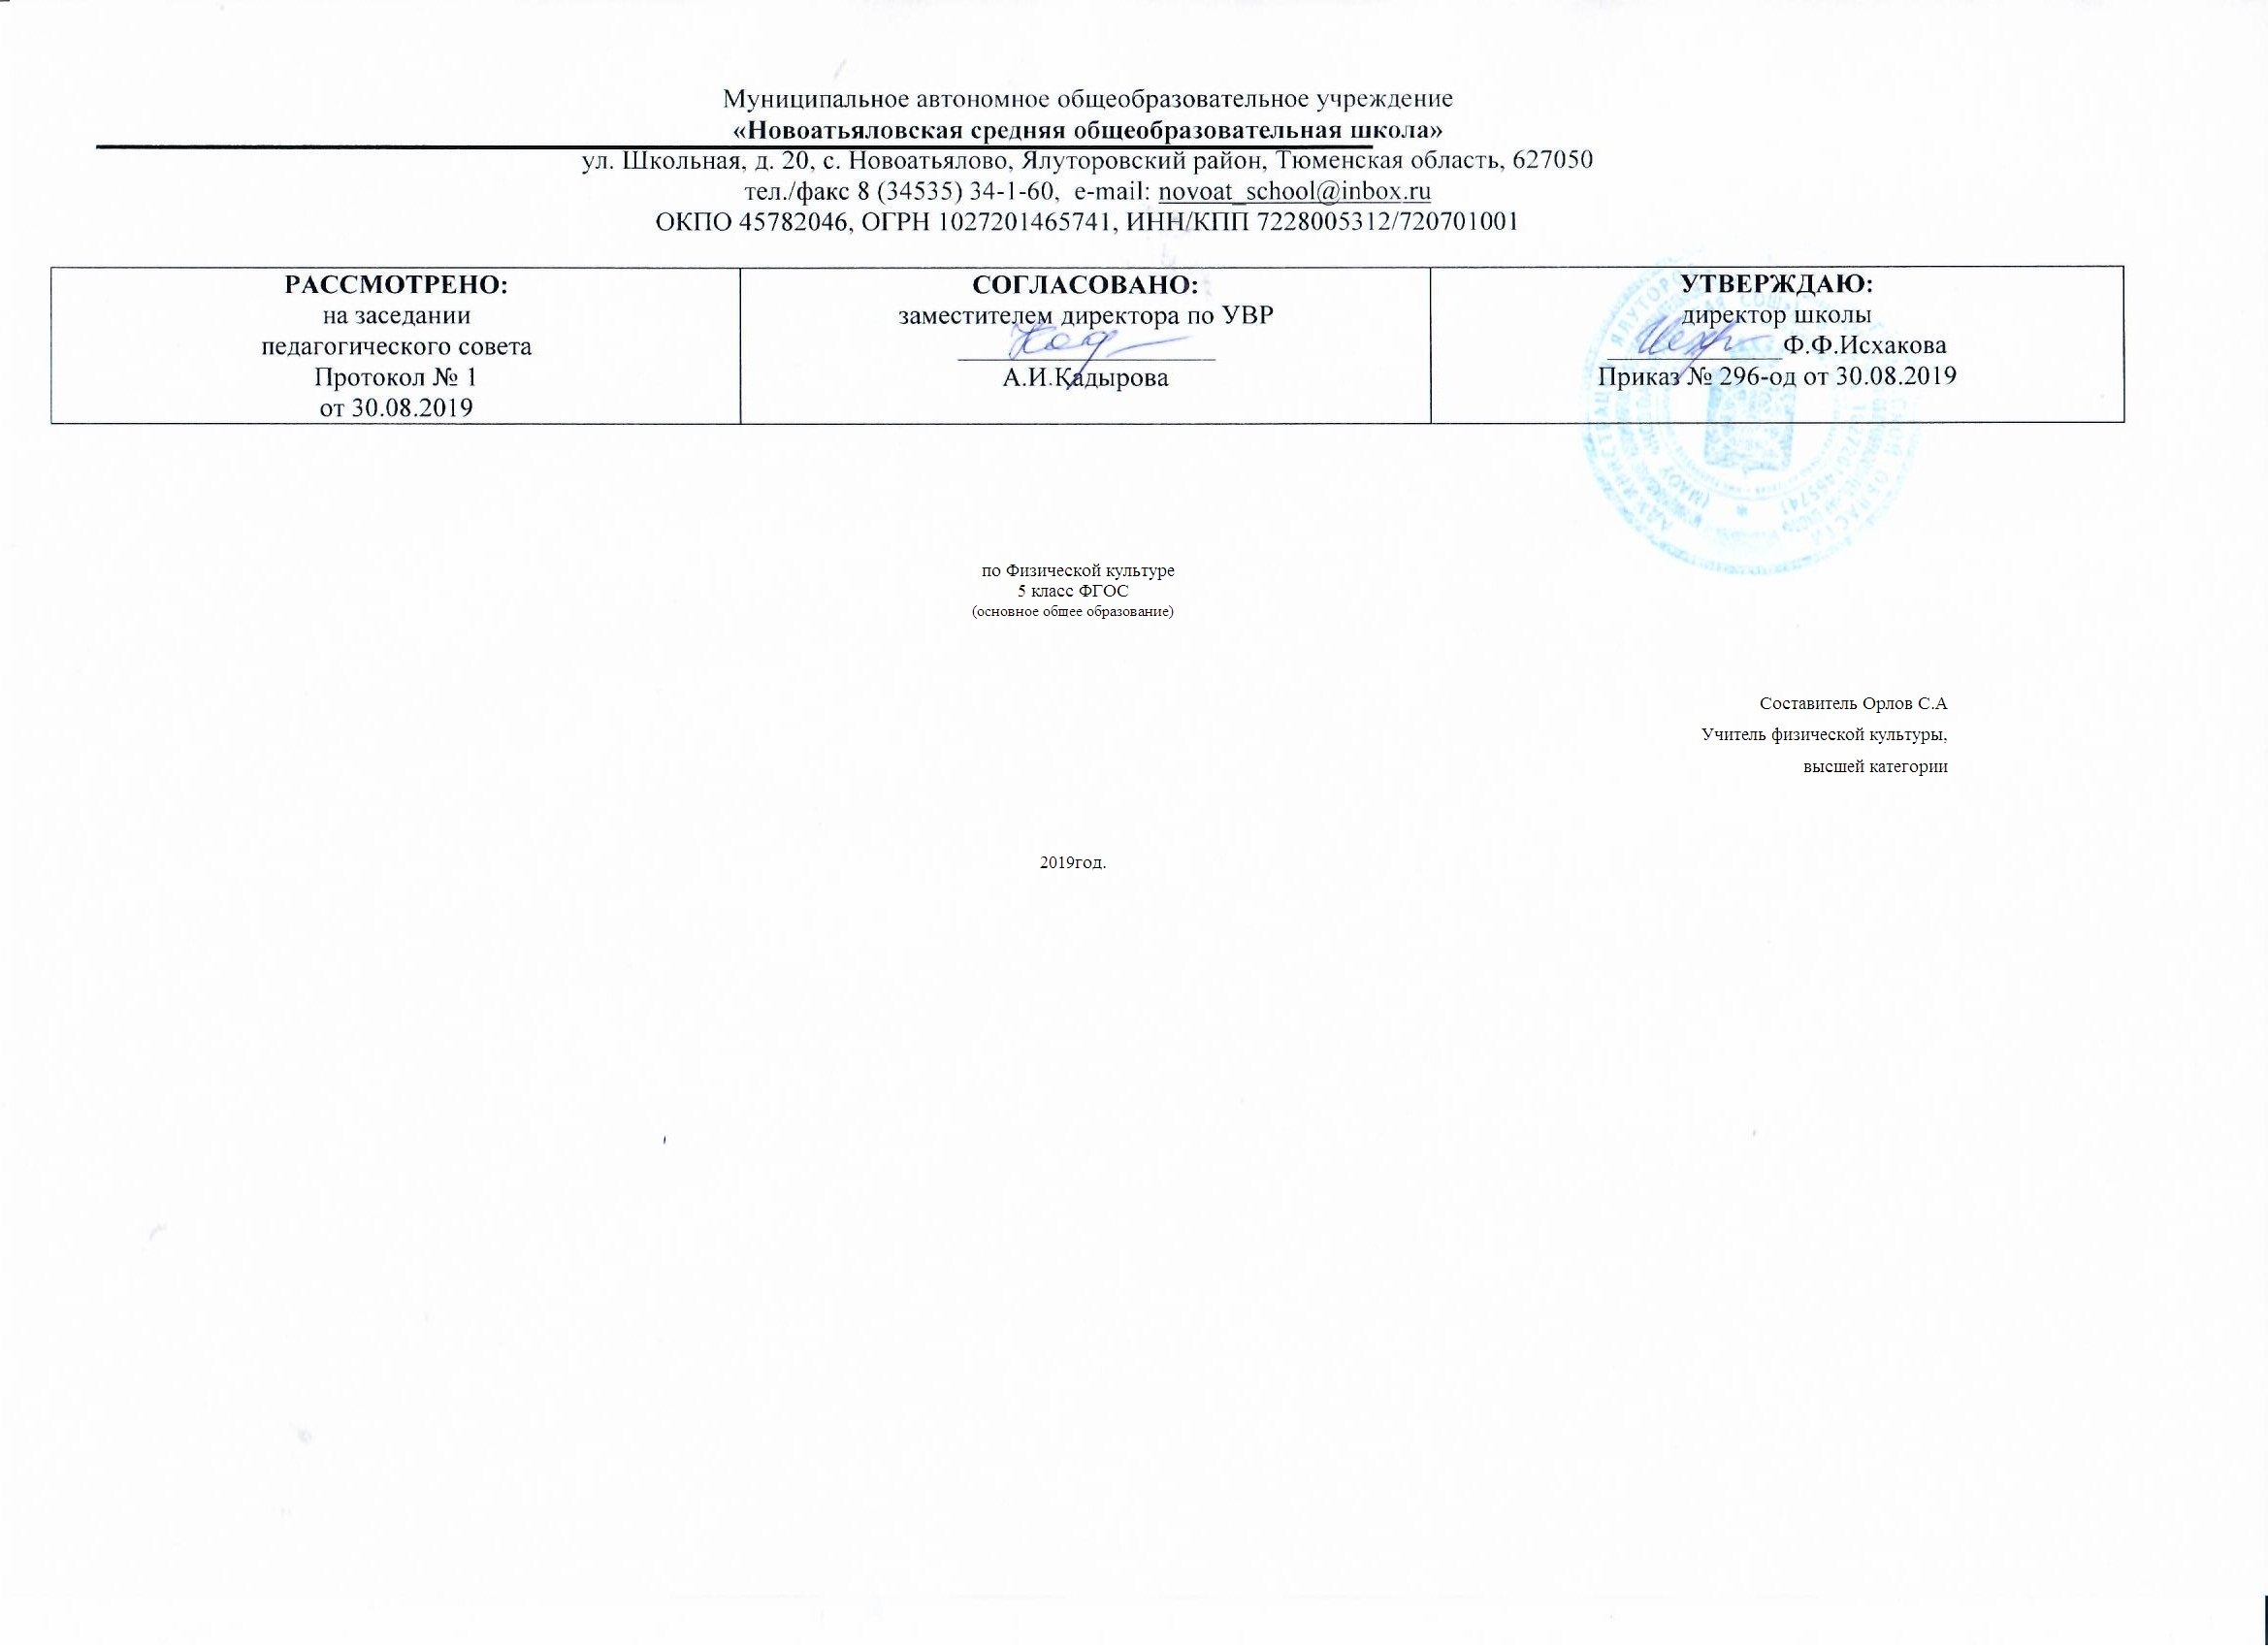 Муниципальное автономное общеобразовательное учреждение
«Новоатьяловская средняя общеобразовательная школа»
ул. Школьная, д. 20, с. Новоатьялово, Ялуторовский район, Тюменская область, 627050
тел./факс 8 (34535) 34-1-60, e-mail: novoat_school@inbox.ru
ОКПО 45782046, ОГРН 1027201465741, ИНН/КПП 7228005312/720701001
РАССМОТРЕНО:
на заседании
педагогического совета
Протокол № 1
от 30.08.2019
СОГЛАСОВАНО:
заместителем директора по УВР
А.И.Кадырова
УТВЕРЖДАЮ:
директор школы
Ф.Ф.Исхакова
Приказ № 296-од от 30.08.2019
по Физической культуре
5 класс ФГОС
(основное общее образование)
Составитель Орлов С.А
Учитель физической культуры,
высшей категории
2019год.